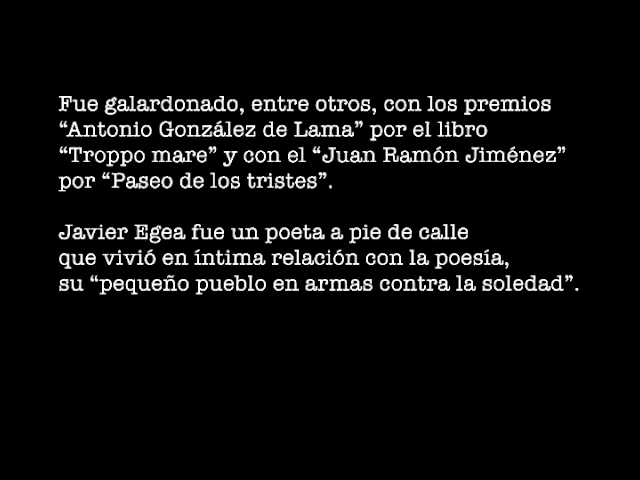 Fue galardonado, entre otros, con los premios
“Antonio González de Lama” por el libro
“Troppo mare” y con el “Juan Ramón Jiménez”
por “Paseo de los tristes”.
Javier Egea fue un poeta a pie de calle
que vivió en íntima relación con la poesía,
su “pequeño pueblo en armas contra la soledad”.